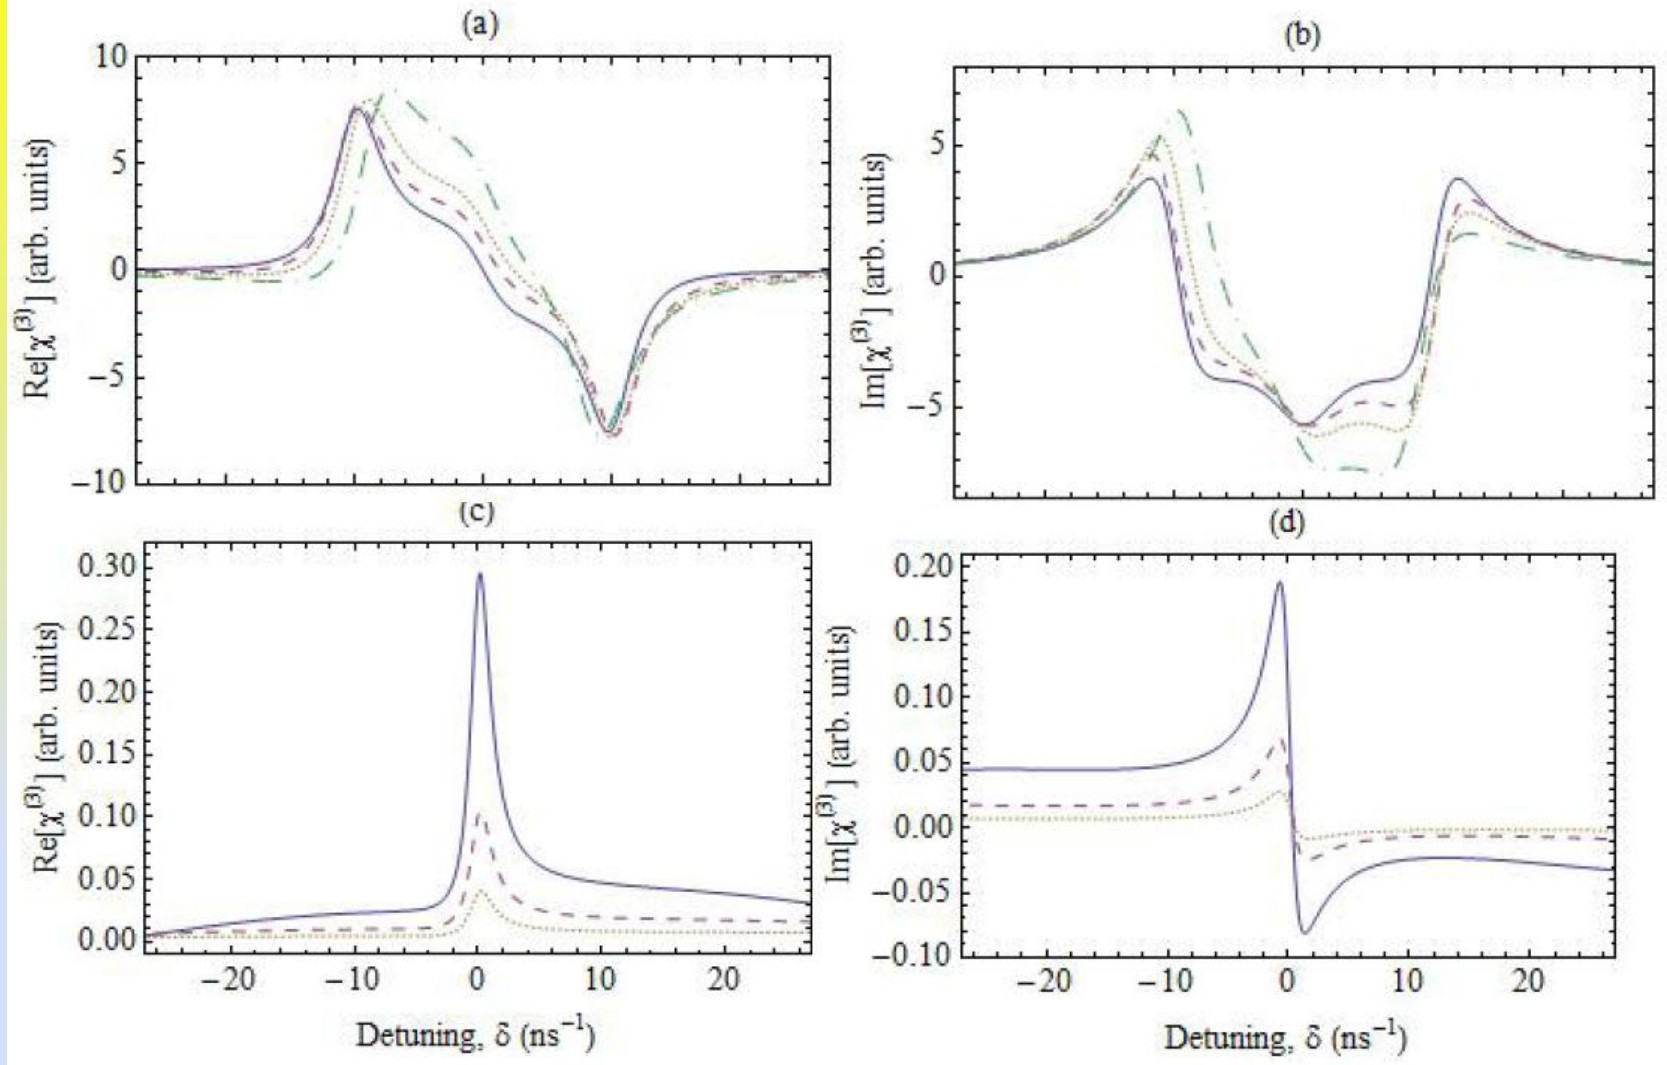 (a)
10
5
0
−5
−10
Re[χ(3)] (arb. units)
(b)
5
0
−5
Im[χ(3)] (arb. units)
(c)
0.30
0.25
0.20
0.15
0.10
0.05
0.00
Re[χ(3)] (arb. units)
−20 −10 0 10 20
Detuning, δ (ns−1)
(d)
0.20
0.15
0.10
0.05
0.00
−0.05
−0.10
Im[χ(3)] (arb. units)
−20 −10 0 10 20
Detuning, δ (ns−1)